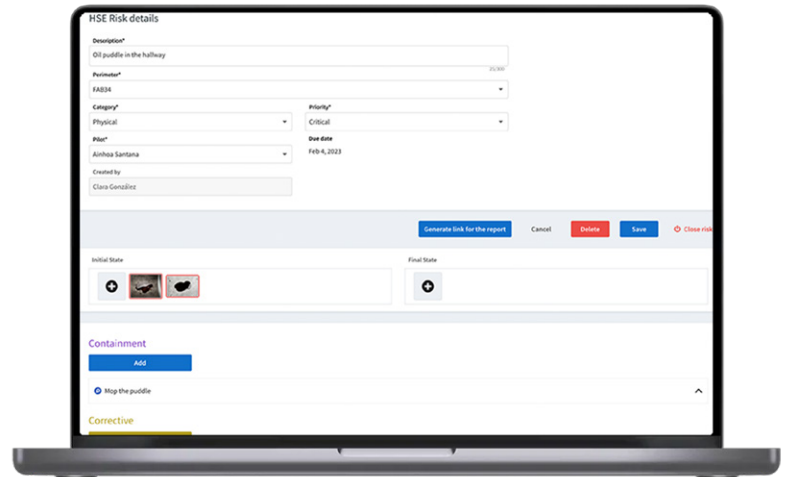 HSE Risk details
Description*
Oil puddle in the hallway
25/300
Perimeter*
FAB34
Category*
Priority*
Physical
Critical
Pilot*
Due date
Ainhoa Santana
Feb 4, 2023
Created by
Clara González
Generate link for the report
Cancel
Delete
Save
Close risk
Initial State
Final State
Containment
Add
Mop the puddle
Corrective